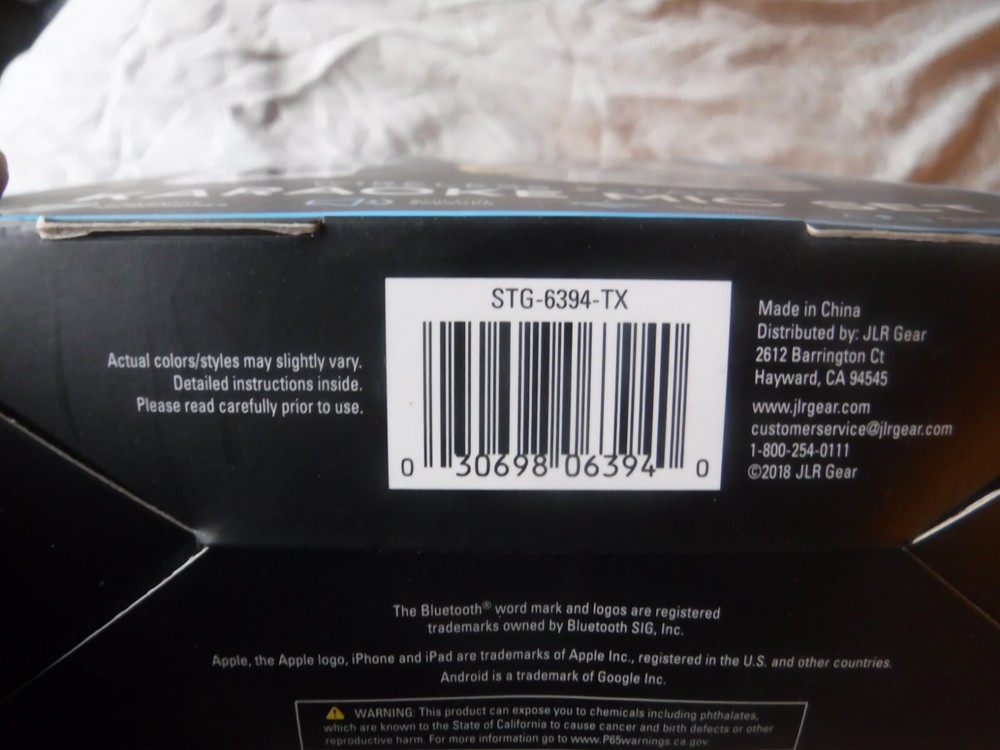 KARAOKE MIC SET
Actual colors/styles may slightly vary.
Detailed instructions inside.
Please read carefully prior to use.
STG-6394-TX
0 30698 06394 0
Made in China
Distributed by: JLR Gear
2612 Barrington Ct
Hayward, CA 94545
www.jlrgear.com
customerservice@jlrgear.com
1-800-254-0111
©2018 JLR Gear
The Bluetooth® word mark and logos are registered
trademarks owned by Bluetooth SIG, Inc.
Apple, the Apple logo, iPhone and iPad are trademarks of Apple Inc., registered in the U.S. and other countries.
Android is a trademark of Google Inc.
WARNING: This product can expose you to chemicals including phthalates,
which are known to the State of California to cause cancer and birth defects or other
reproductive harm. For more information go to www.P65warnings.ca.gov.